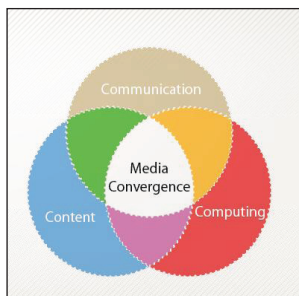 Communication
Media
Convergence
Content
Computing